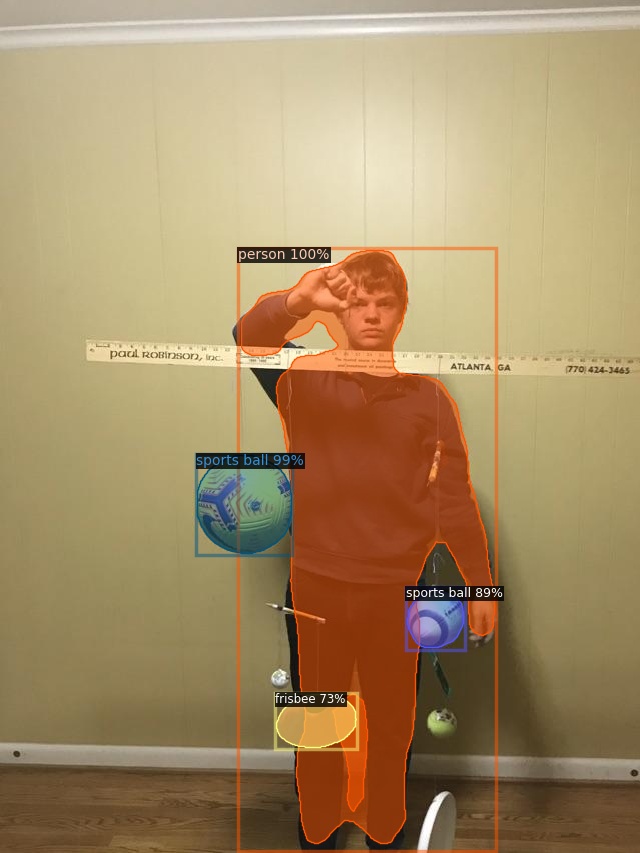 person 100%
PAUL ROBINSON, INC.
ATLANTA, GA
(770) 424-3465
sports ball 99%
sports ball 89%
frisbee 73%